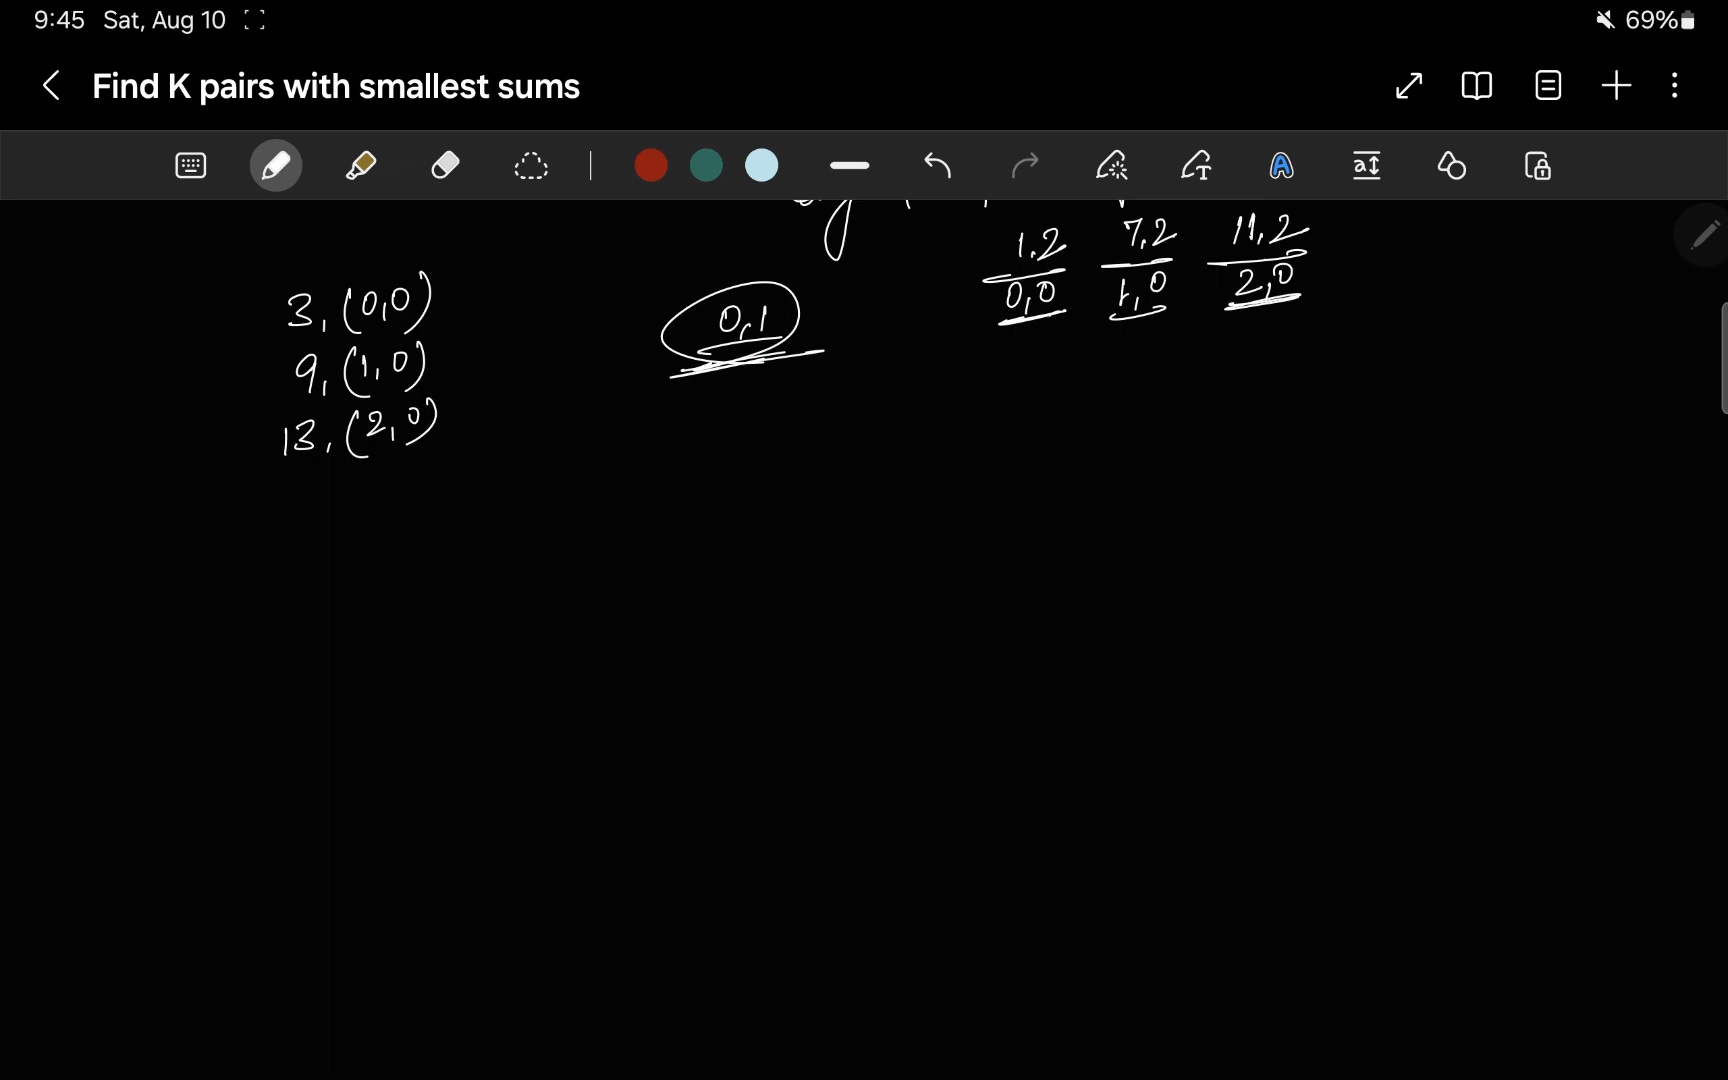 9:45 Sat, Aug 10 69%
Find K pairs with smallest sums
A a
1,2 7,2 11,2
0,0 1,0 2,0
3, (0,0)
0,1
9, (1,0)
13, (2,0)